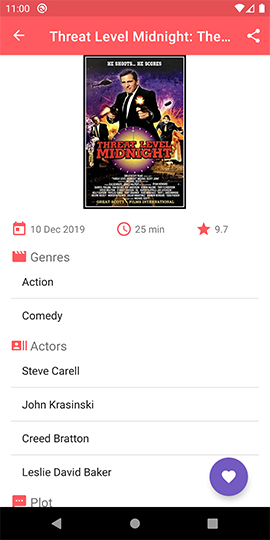 11:00
Threat Level Midnight: The...
HE SHOOTS... HE SCORES
THREAT LEVEL
MIDNIGHT
GREAT SCOTT FILMS INTERNATIONAL
10 Dec 2019
25 min
9.7
Genres
Action
Comedy
Actors
Steve Carell
John Krasinski
Creed Bratton
Leslie David Baker
Plot